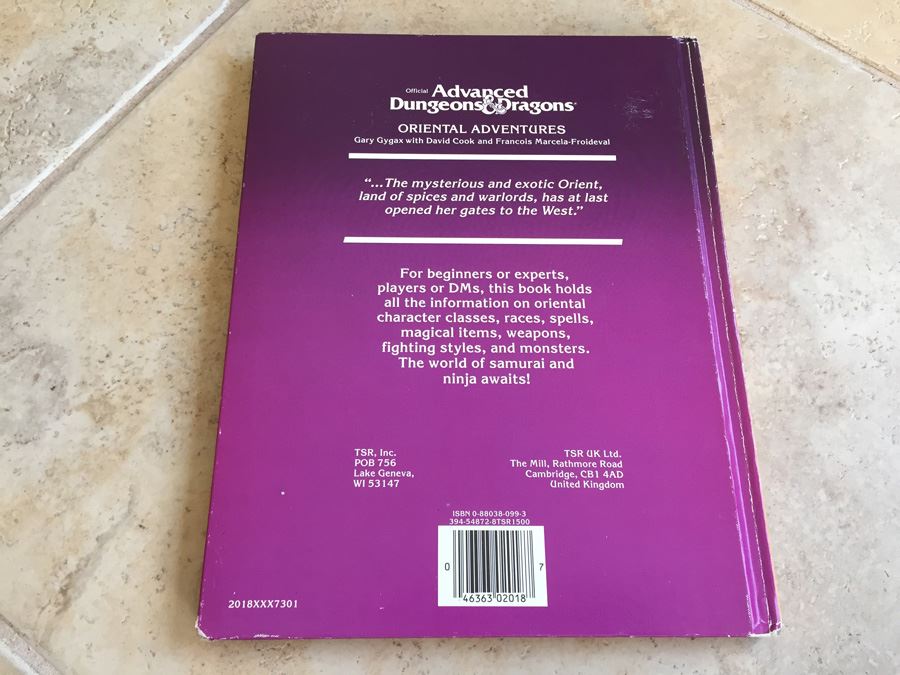 Official Advanced
Dungeons & Dragons®
ORIENTAL ADVENTURES
Gary Gygax with David Cook and Francois Marcela-Froideval
“...The mysterious and exotic Orient,
land of spices and warlords, has at last
opened her gates to the West.”
For beginners or experts,
players or DMs, this book holds
all the information on oriental
character classes, races, spells,
magical items, weapons,
fighting styles, and monsters.
The world of samurai and
ninja awaits!
TSR, Inc.
POB 756
Lake Geneva,
WI 53147
TSR UK Ltd.
The Mill, Rathmore Road
Cambridge, CB1 4AD
United Kingdom
ISBN 0-88038-099-3
394-54872-8TSR1500
0 46363 02018 7
2018XXX7301